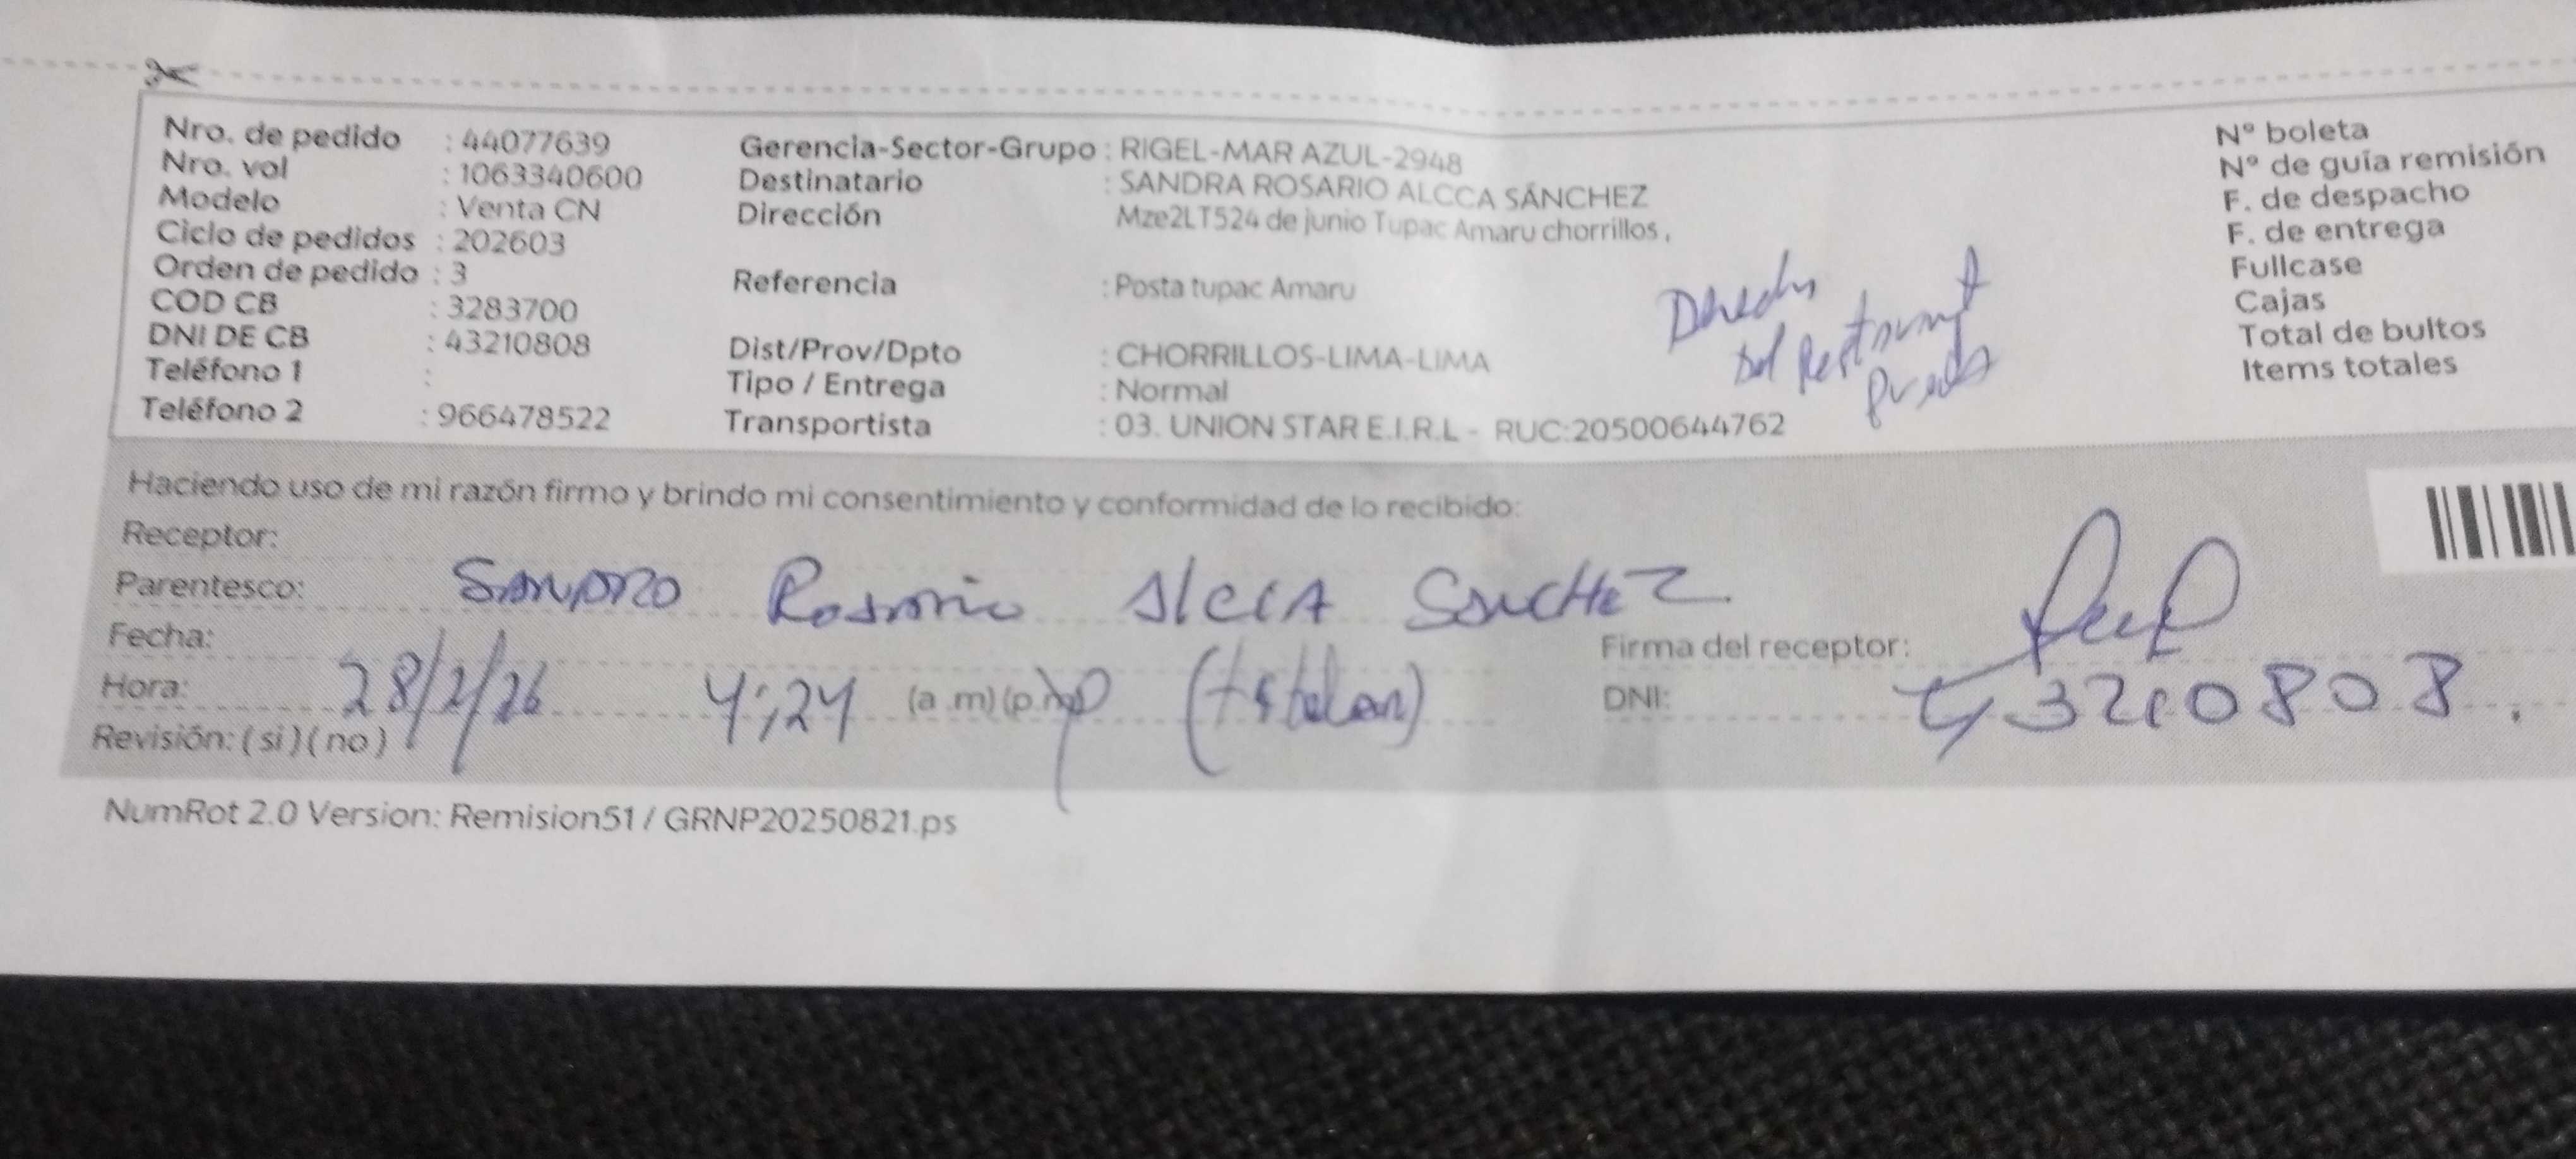 Nro. de pedido : 44077639
Nro. vol : 1063340600
Modelo : Venta CN
Ciclo de pedidos : 202603
Orden de pedido : 3
COD CB : 3283700
DNI DE CB : 43210808
Teléfono 1 :
Teléfono 2 : 966478522
Gerencia-Sector-Grupo : RIGEL-MAR AZUL-2948
Destinatario : SANDRA ROSARIO ALCCA SÁNCHEZ
Dirección Mze2LT524 de junio Tupac Amaru chorrillos ,
Referencia : Posta tupac Amaru
Dist/Prov/Dpto : CHORRILLOS-LIMA-LIMA
Tipo / Entrega : Normal
Transportista : 03. UNION STAR E.I.R.L - RUC:20500644762
Nº boleta
Nº de guía remisión
F. de despacho
F. de entrega
Fullcase
Cajas
Total de bultos
Items totales
Haciendo uso de mi razón firmo y brindo mi consentimiento y conformidad de lo recibido:
Receptor:
Parentesco: Rosario SancHez
Fecha:
Hora: 28/2/26 4:24 (a .m) (p.m)
Revisión: ( si ) ( no )
Firma del receptor:
DNI: 43210808.
NumRot 2.0 Version: Remision51 / GRNP20250821.ps